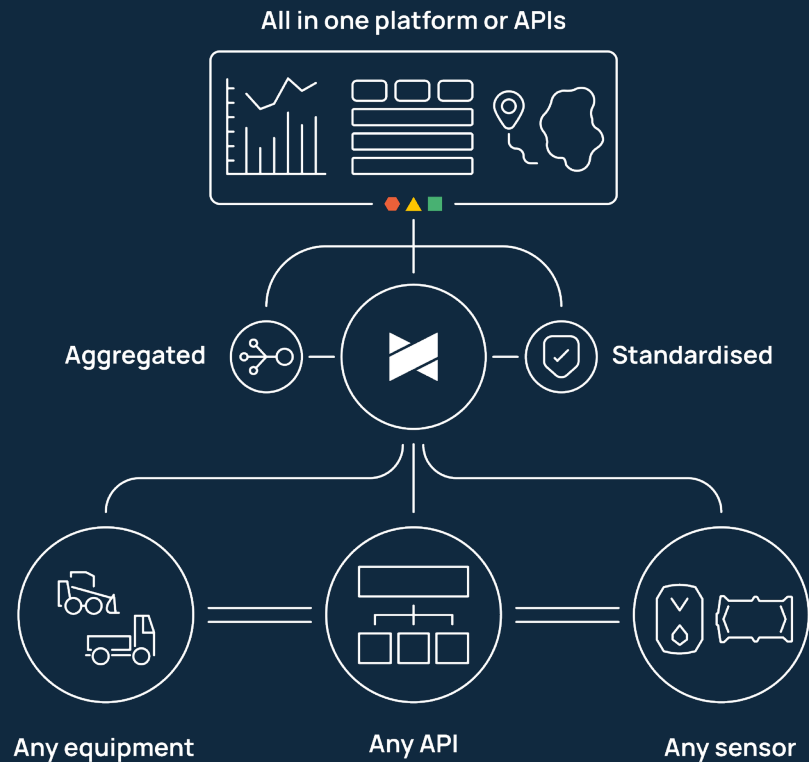 All in one platform or APIs
Aggregated
Standardised
Any equipment
Any API
Any sensor